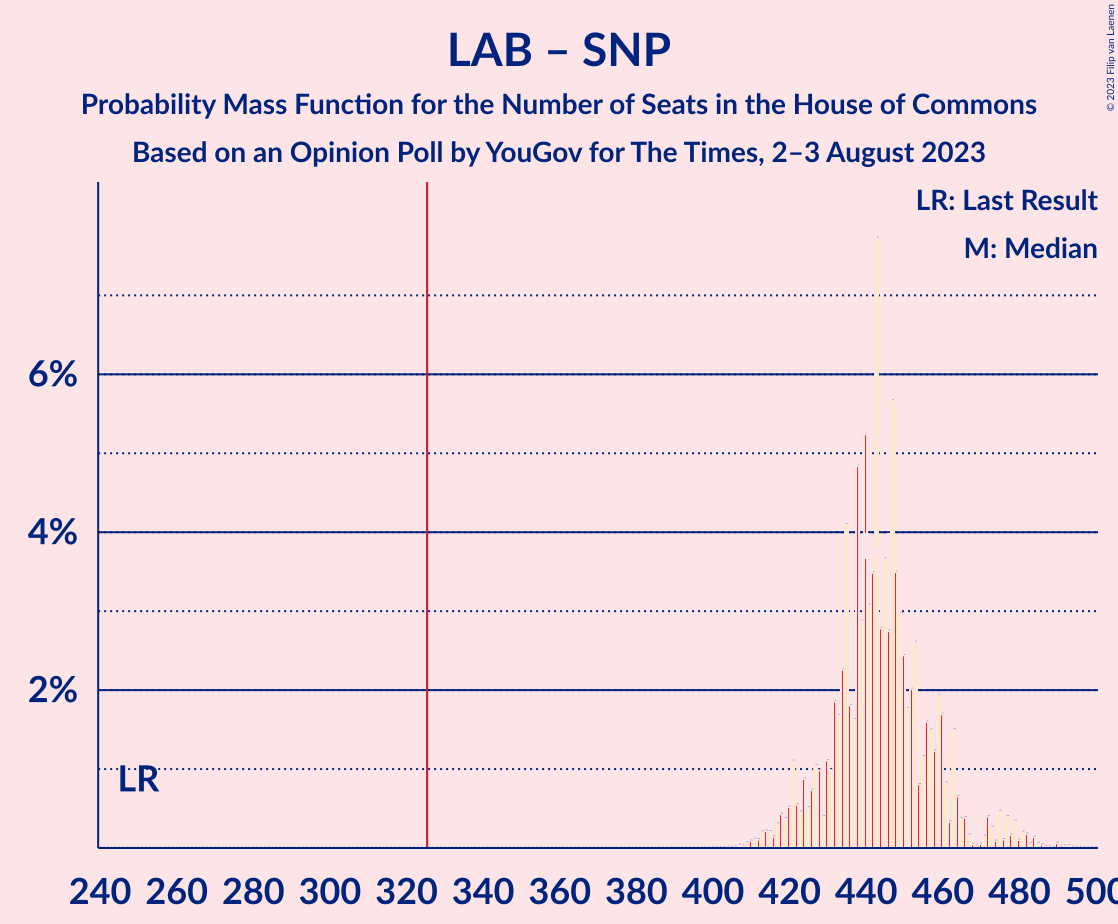 LAB – SNP
Probability Mass Function for the Number of Seats in the House of Commons
Based on an Opinion Poll by YouGov for The Times, 2–3 August 2023
© 2023 Filip van Laenen
LR: Last Result
M: Median
6%
4%
2%
LR
240 260 280 300 320 340 360 380 400 420 440 460 480 500